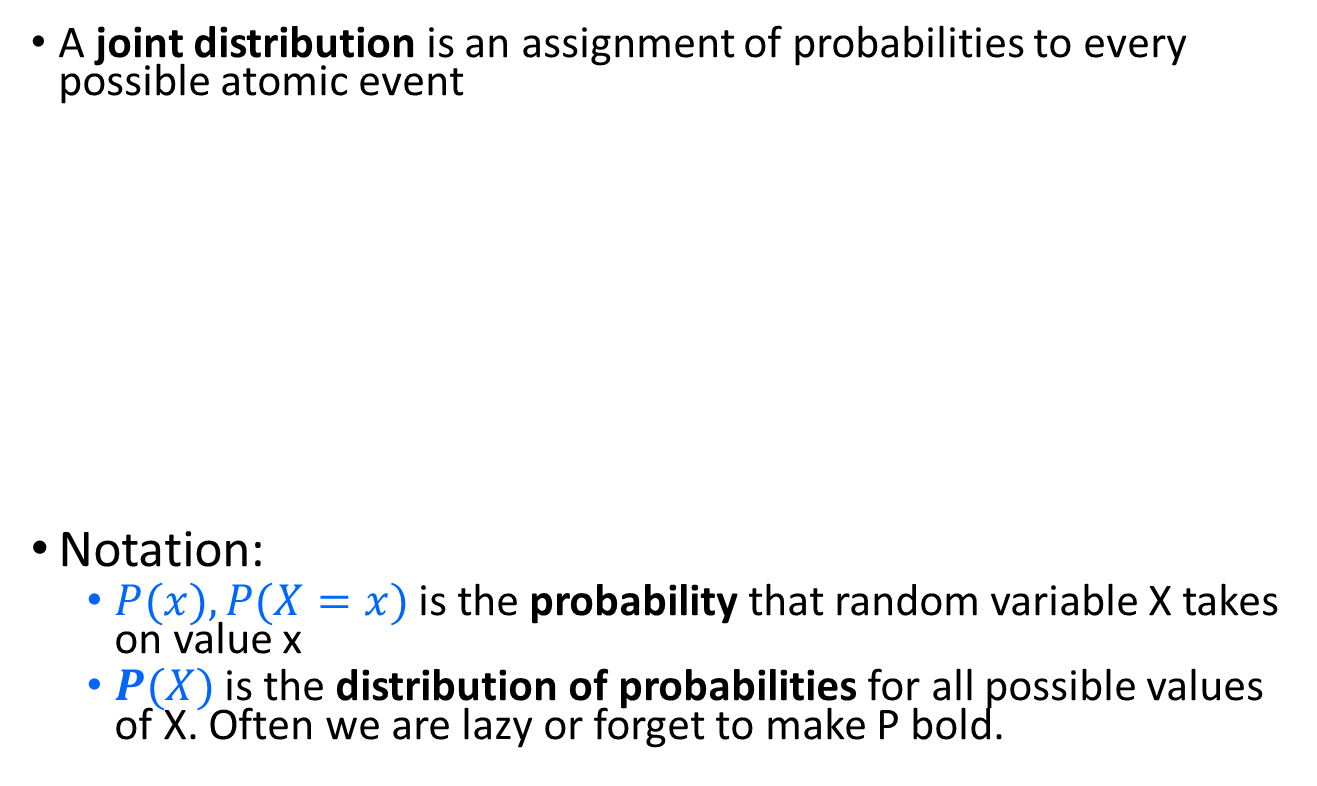 • A joint distribution is an assignment of probabilities to every
possible atomic event
• Notation:
• P(x), P(X = x) is the probability that random variable X takes
on value x
• P(X) is the distribution of probabilities for all possible values
of X. Often we are lazy or forget to make P bold.